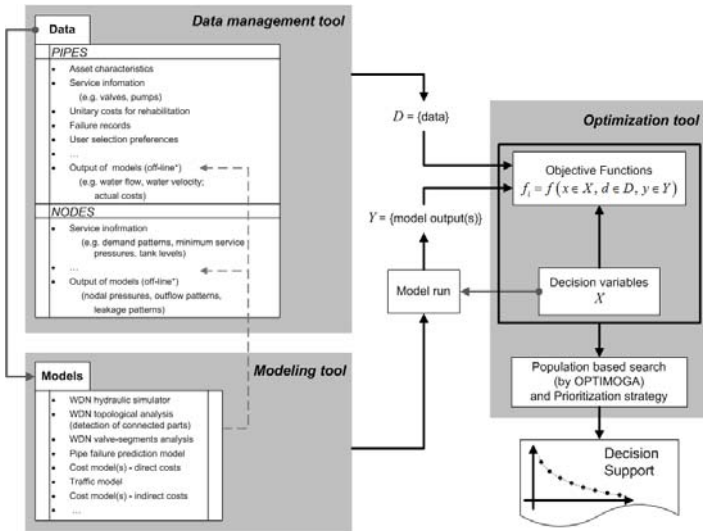 Data management tool
Data
PIPES
• Asset characteristics
• Service infomation
(e.g. valves, pumps)
• Unitary costs for rehabilitation
• Failure records
• User selection preferences
• ...
• Output of models (off-line*)
(e.g. water flow, water velocity;
actual costs)
NODES
• Service inofrmation
(e.g. demand patterns, minimum service
pressures, tank levels)
• ...
• Output of models (off-line*)
(nodal pressures, outflow patterns,
leakage patterns)
Modeling tool
Models
• WDN hydraulic simulator
• WDN topological analysis
(detection of connected parts)
• WDN valve-segments analysis
• Pipe failure prediction model
• Cost model(s) - direct costs
• Traffic model
• Cost model(s) - indirect costs
• ...
D = {data}
Y = {model output(s)}
Model run
Optimization tool
Objective Functions
f_i = f(x ∈ X, d ∈ D, y ∈ Y)
Decision variables
X
Population based search
(by OPTIMOGA)
and Prioritization strategy
Decision
Support